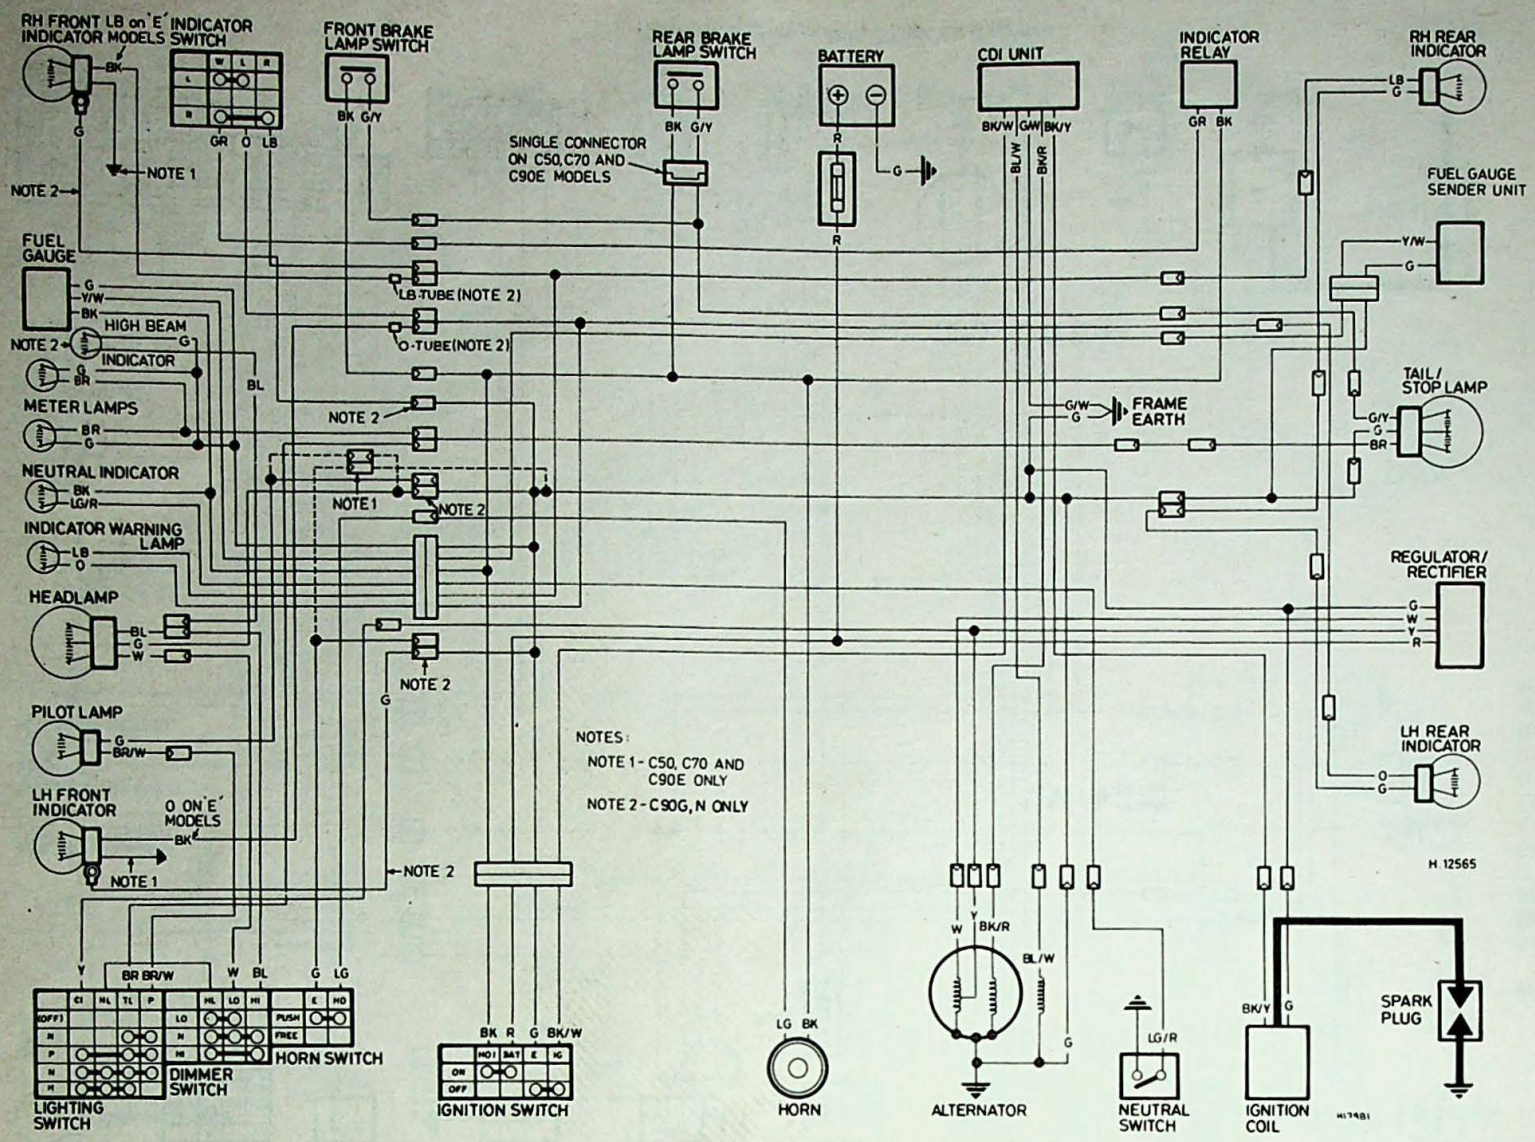 RH FRONT LB on 'E' INDICATOR
INDICATOR MODELS SWITCH
FRONT BRAKE
LAMP SWITCH
REAR BRAKE
LAMP SWITCH
BATTERY
CDI UNIT
INDICATOR
RELAY
RH REAR
INDICATOR
BK
W L R
L
R
G
GR O LB
BK G/Y
BK G/Y
+ −
R
G
R
BK/W G/W BK/Y
BL/W BK/R
GR BK
LB
G
SINGLE CONNECTOR
ON C50, C70 AND
C90E MODELS
NOTE 1
NOTE 2
FUEL GAUGE
SENDER UNIT
Y/W
G
FUEL
GAUGE
G
Y/W
BK
LB-TUBE (NOTE 2)
HIGH BEAM
G
NOTE 2
O-TUBE (NOTE 2)
INDICATOR
G
BR
BL
NOTE 2
G/W
G
FRAME
EARTH
TAIL/
STOP LAMP
G/Y
G
BR
METER LAMPS
BR
G
NEUTRAL INDICATOR
BK
LG/R
NOTE 1
NOTE 2
INDICATOR WARNING
LAMP
LB
O
REGULATOR/
RECTIFIER
G
W
Y
R
HEADLAMP
BL
G
W
NOTE 2
G
PILOT LAMP
G
BR/W
NOTES:
NOTE 1 - C50, C70 AND
C90E ONLY
NOTE 2 - C90G, N ONLY
LH REAR
INDICATOR
O
G
LH FRONT
INDICATOR
O ON 'E'
MODELS
BK
NOTE 1
NOTE 2
H.12565
W Y BK/R
BL/W
Y BR BR/W W BL G LG
CI HL TL P
(OFF)
N
P
N
H
HL LO HI
LO
N
HI
E HO
PUSH
FREE
HORN SWITCH
DIMMER
SWITCH
LIGHTING
SWITCH
BK R G BK/W
HO1 BAT E IG
ON
OFF
IGNITION SWITCH
LG BK
HORN
ALTERNATOR
G
LG/R
NEUTRAL
SWITCH
BK/Y G
IGNITION
COIL
SPARK
PLUG
H17981